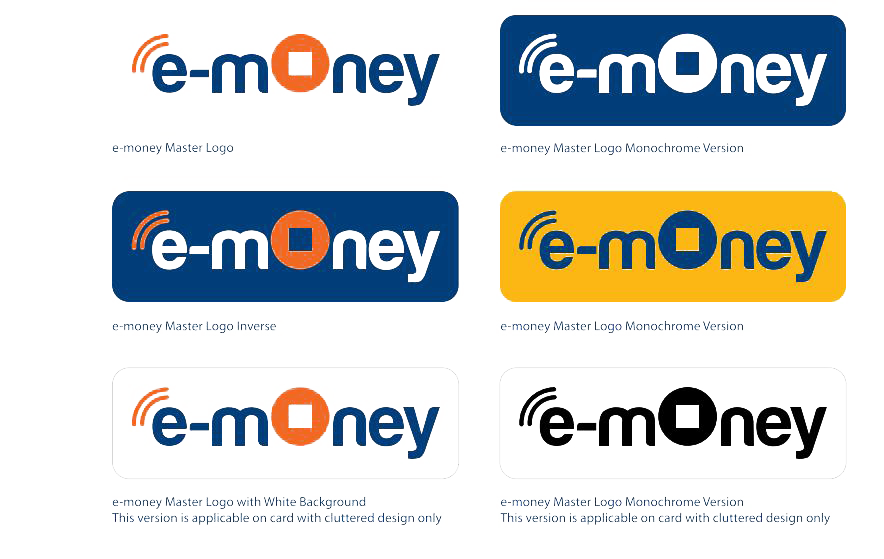 e-money
e-money Master Logo
e-money
e-money Master Logo Monochrome Version
e-money
e-money Master Logo Inverse
e-money
e-money Master Logo Monochrome Version
e-money
e-money Master Logo with White Background
This version is applicable on card with cluttered design only
e-money
e-money Master Logo Monochrome Version
This version is applicable on card with cluttered design only